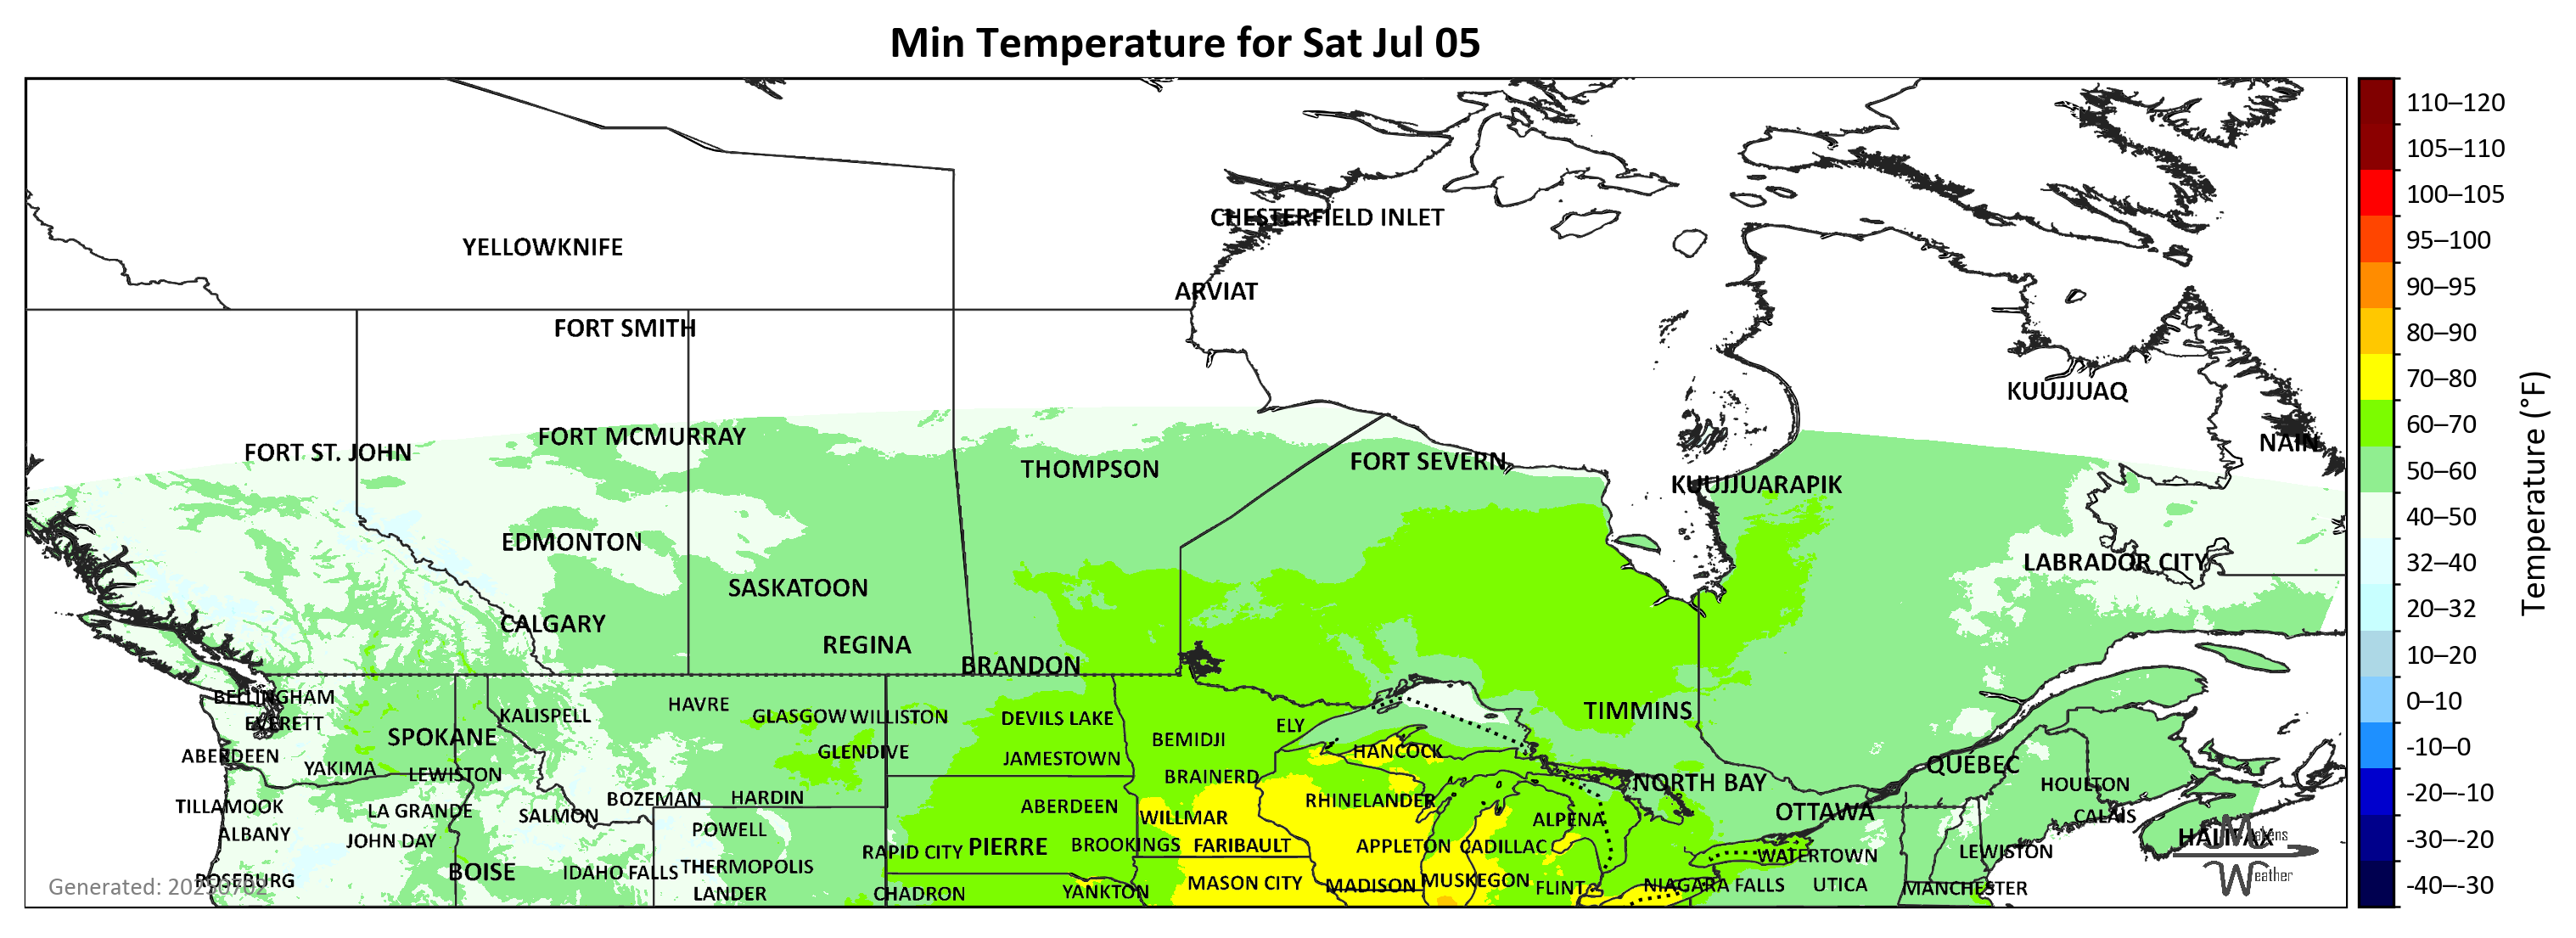 Min Temperature for Sat Jul 05
110–120
105–110
100–105
95–100
90–95
80–90
70–80
60–70
50–60
40–50
32–40
20–32
10–20
0–10
-10–0
-20–-10
-30–-20
-40–-30
Temperature (°F)
CHESTERFIELD INLET
YELLOWKNIFE
ARVIAT
FORT SMITH
KUUJJUAQ
FORT MCMURRAY
NAIN
FORT ST. JOHN
FORT SEVERN
THOMPSON
KUUJJUARAPIK
EDMONTON
LABRADOR CITY
SASKATOON
CALGARY
REGINA
BRANDON
BELLINGHAM
HAVRE
TIMMINS
KALISPELL
GLASGOW
WILLISTON
DEVILS LAKE
EVERETT
ELY
SPOKANE
BEMIDJI
GLENDIVE
HANCOCK
ABERDEEN
JAMESTOWN
QUÉBEC
YAKIMA
LEWISTON
BRAINERD
NORTH BAY
HOULTON
BOZEMAN
HARDIN
RHINELANDER
TILLAMOOK
ABERDEEN
LA GRANDE
OTTAWA
SALMON
WILLMAR
CALAIS
ALPENA
POWELL
ALBANY
HALIFAX
JOHN DAY
PIERRE
BROOKINGS
FARIBAULT
APPLETON
CADILLAC
RAPID CITY
LEWISTON
WATERTOWN
THERMOPOLIS
BOISE
IDAHO FALLS
ROSEBURG
MASON CITY
MADISON
MUSKEGON
NIAGARA FALLS
UTICA
FLINT
MANCHESTER
YANKTON
LANDER
CHADRON
Generated: 20250702
Makens
Weather